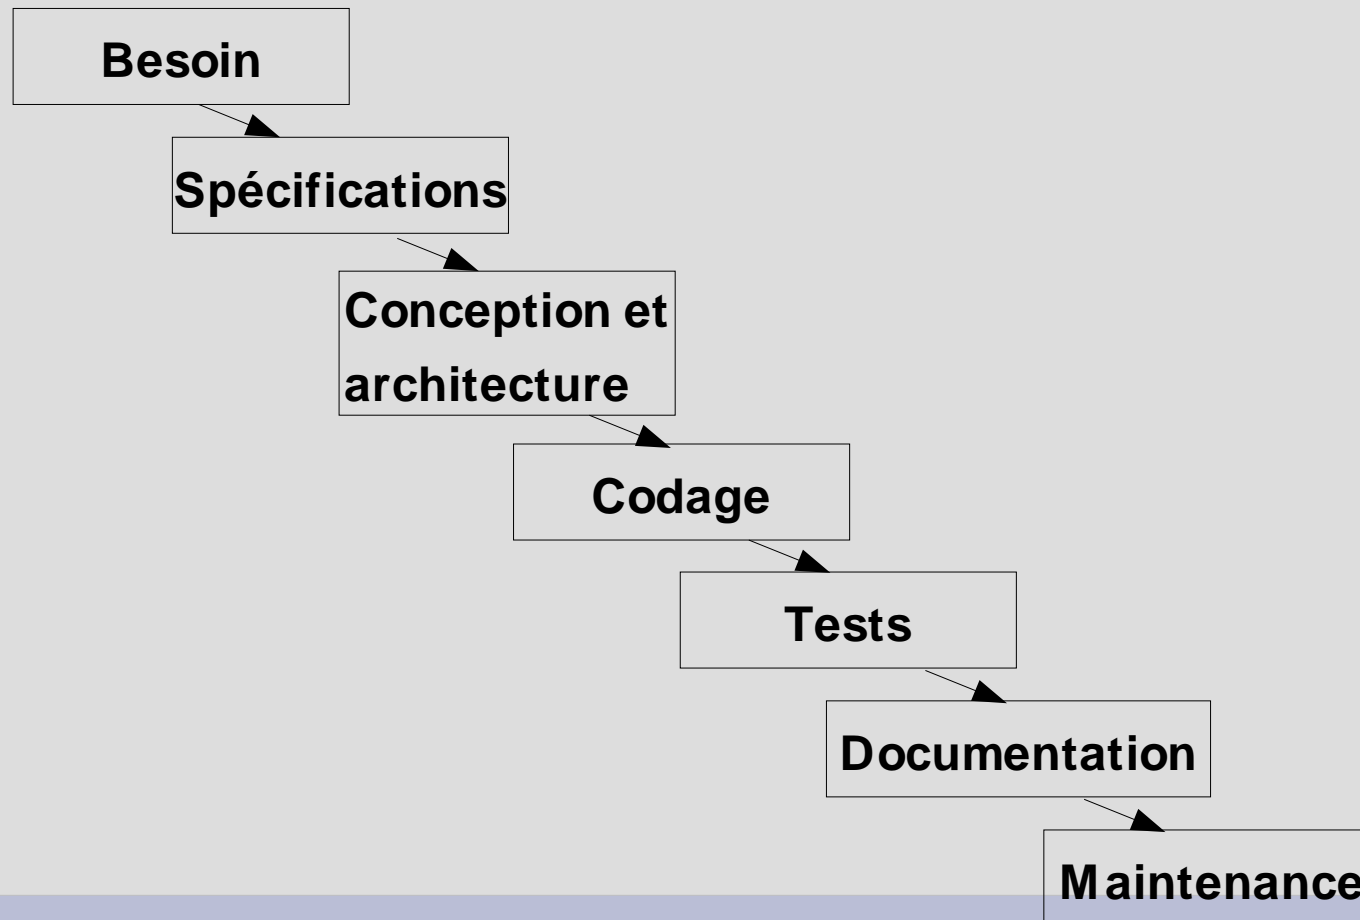 Besoin
Spécifications
Conception et
architecture
Codage
Tests
Documentation
Maintenance